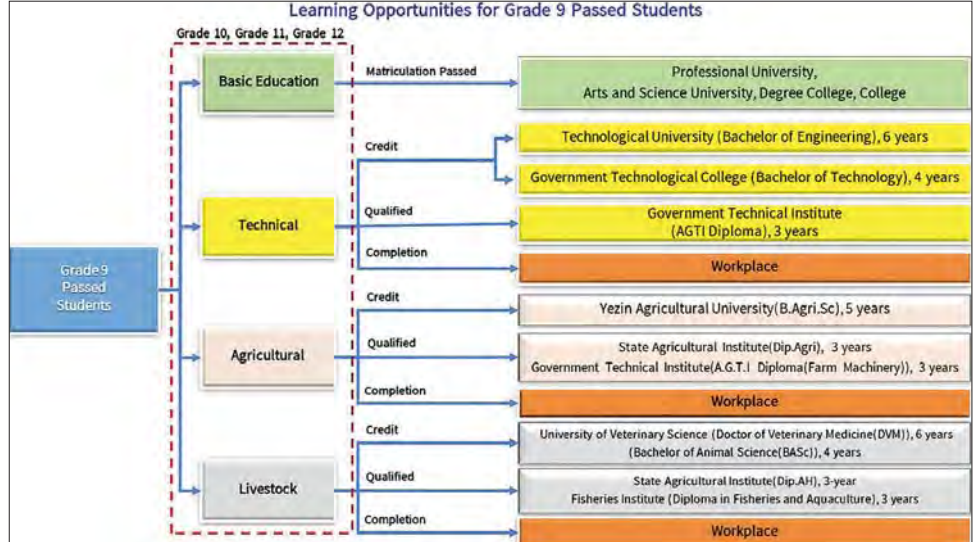 Learning Opportunities for Grade 9 Passed Students
Grade 10, Grade 11, Grade 12
Grade 9
Passed
Students
Basic Education
Matriculation Passed
Professional University,
Arts and Science University, Degree College, College
Technical
Credit
Technological University (Bachelor of Engineering), 6 years
Government Technological College (Bachelor of Technology), 4 years
Qualified
Government Technical Institute
(AGTI Diploma), 3 years
Completion
Workplace
Agricultural
Credit
Yezin Agricultural University(B.Agri.Sc), 5 years
Qualified
State Agricultural Institute(Dip.Agri), 3 years
Government Technical Institute(A.G.T.I Diploma(Farm Machinery)), 3 years
Completion
Workplace
Livestock
Credit
University of Veterinary Science (Doctor of Veterinary Medicine(DVM)), 6 years
(Bachelor of Animal Science(BASc)), 4 years
Qualified
State Agricultural Institute(Dip.AH), 3-year
Fisheries Institute (Diploma in Fisheries and Aquaculture), 3 years
Completion
Workplace